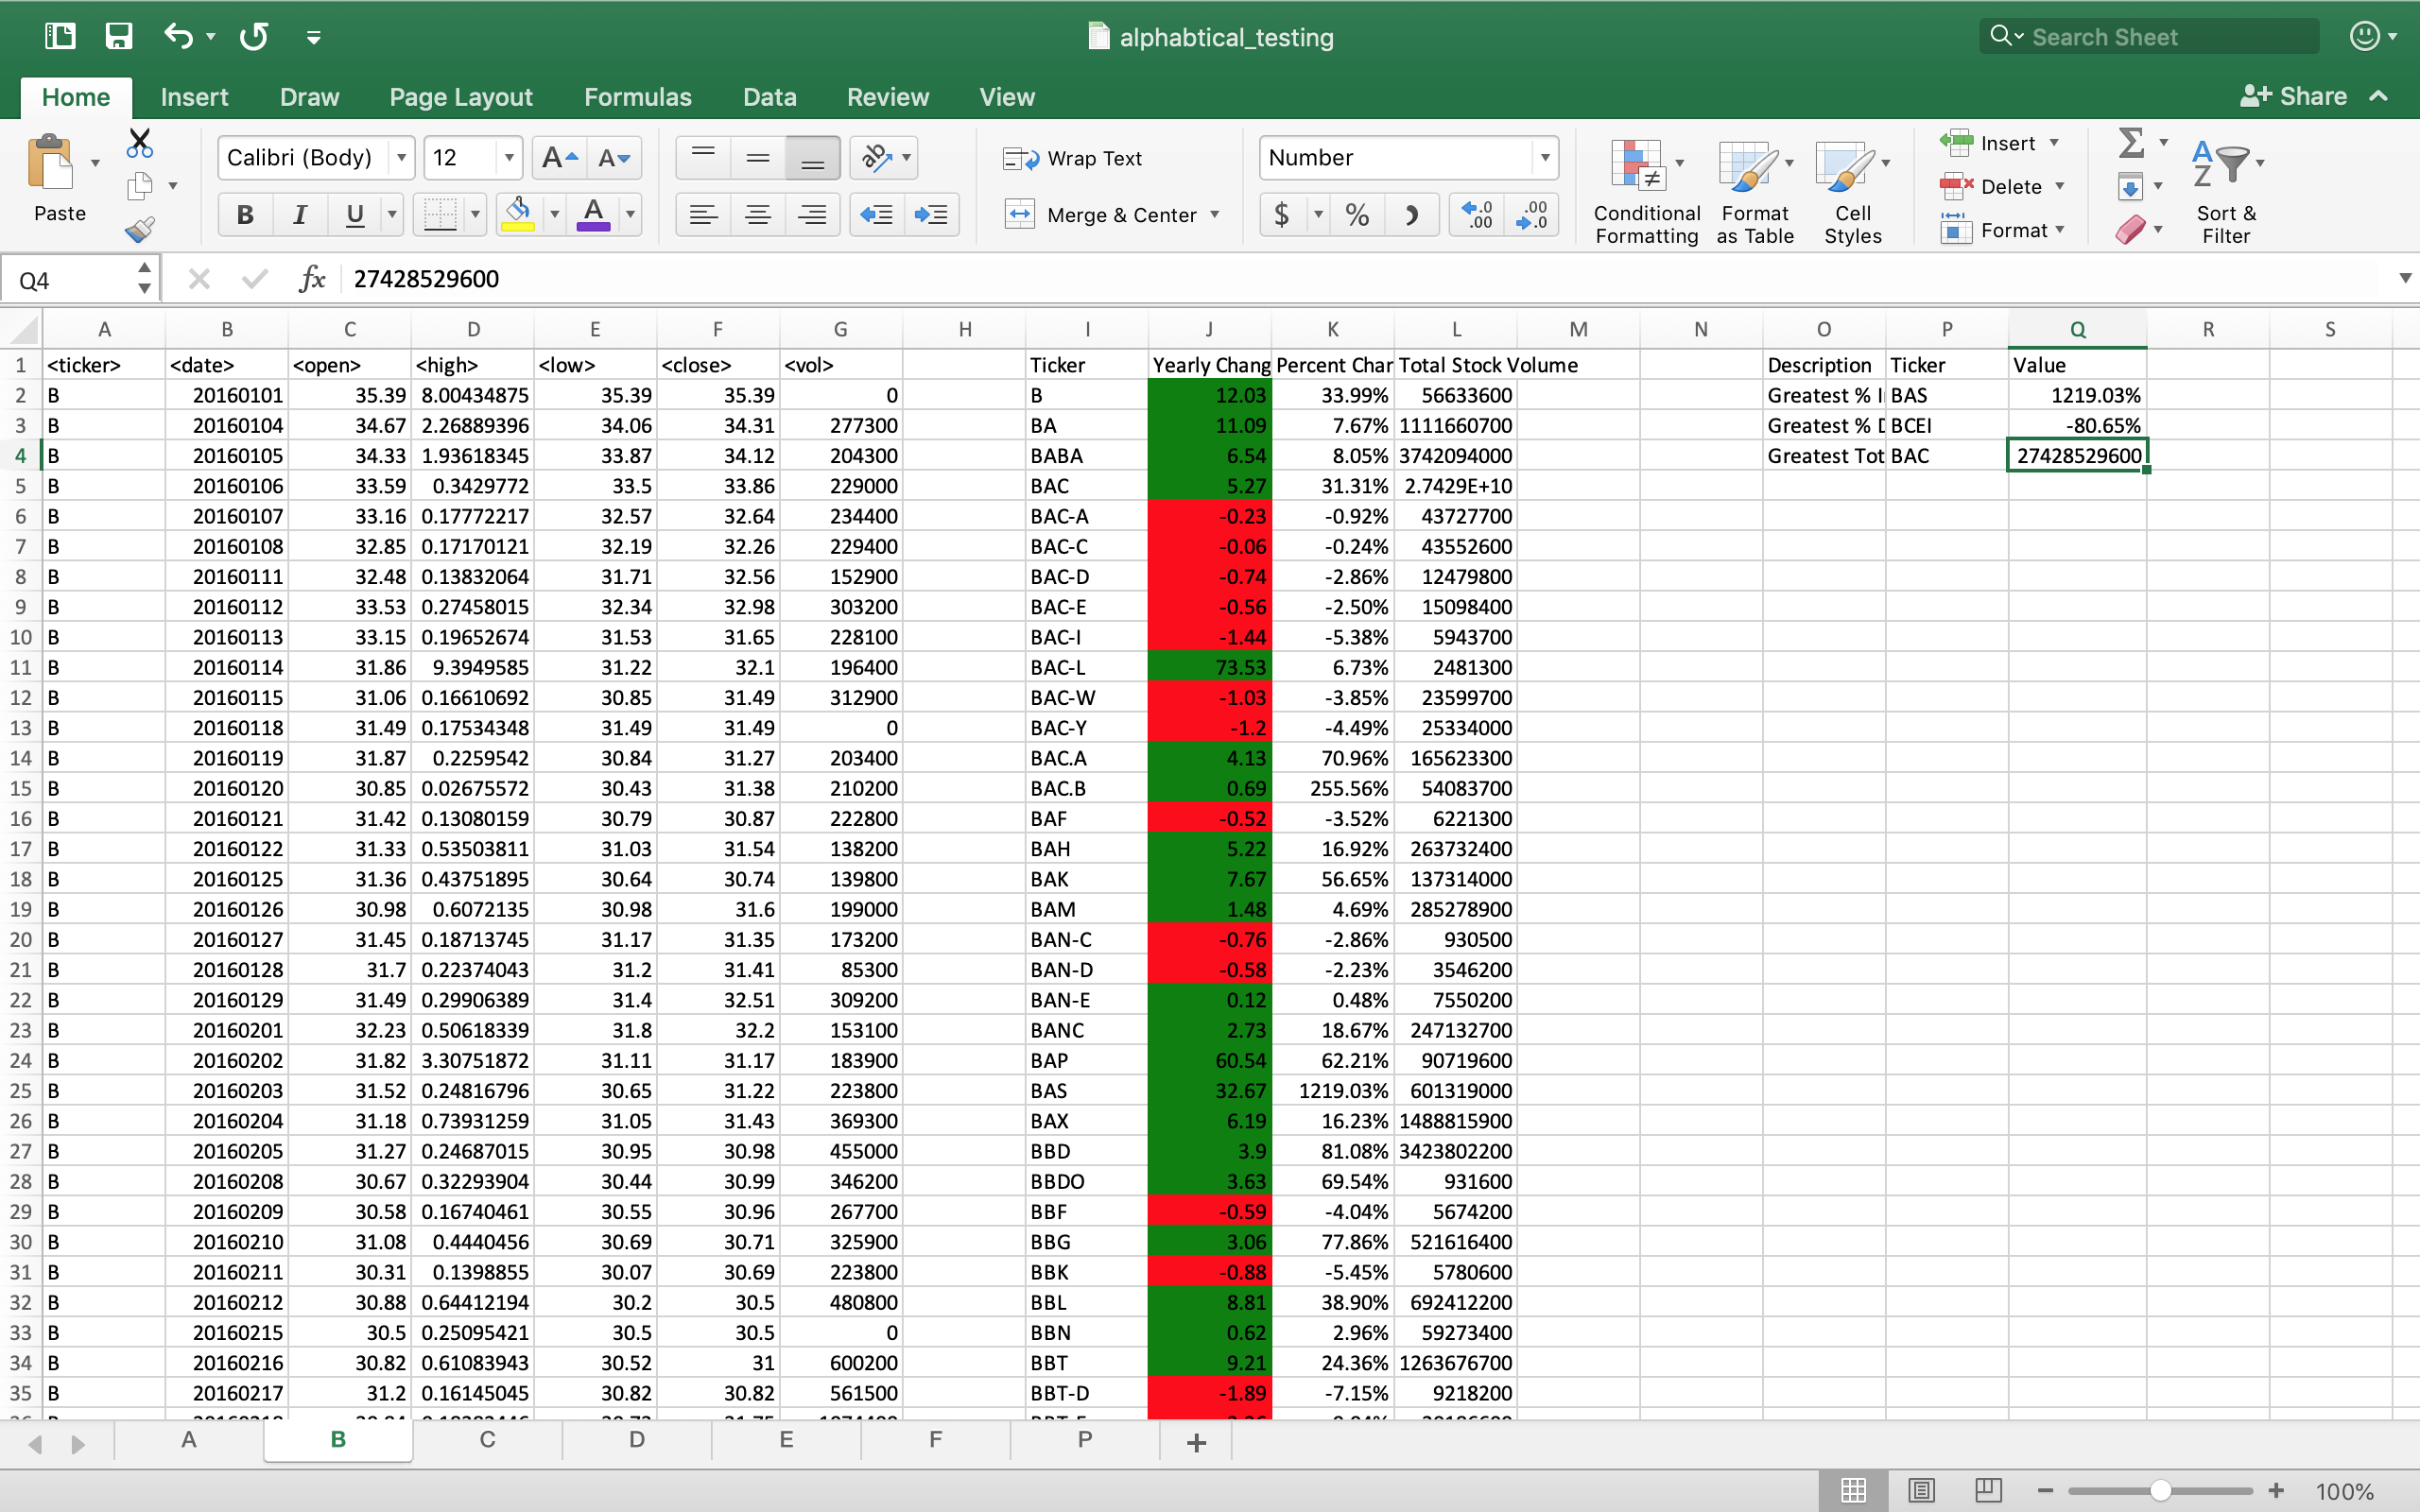 alphabtical_testing
Search Sheet
Home Insert Draw Page Layout Formulas Data Review View Share
Paste Calibri (Body) 12 Wrap Text Number Insert
B I U Merge & Center $ % Conditional Formatting Format as Table Cell Styles Delete Format Sort & Filter
Q4 fx 27428529600
A B C D E F G H I J K L M N O P Q R S
1 <ticker> <date> <open> <high> <low> <close> <vol> Ticker Yearly Chang Percent Char Total Stock Volume Description Ticker Value
2 B 20160101 35.39 8.00434875 35.39 35.39 0 B 12.03 33.99% 56633600 Greatest % I BAS 1219.03%
3 B 20160104 34.67 2.26889396 34.06 34.31 277300 BA 11.09 7.67% 1111660700 Greatest % D BCEI -80.65%
4 B 20160105 34.33 1.93618345 33.87 34.12 204300 BABA 6.54 8.05% 3742094000 Greatest Tot BAC 27428529600
5 B 20160106 33.59 0.3429772 33.5 33.86 229000 BAC 5.27 31.31% 2.7429E+10
6 B 20160107 33.16 0.17772217 32.57 32.64 234400 BAC-A -0.23 -0.92% 43727700
7 B 20160108 32.85 0.17170121 32.19 32.26 229400 BAC-C -0.06 -0.24% 43552600
8 B 20160111 32.48 0.13832064 31.71 32.56 152900 BAC-D -0.74 -2.86% 12479800
9 B 20160112 33.53 0.27458015 32.34 32.98 303200 BAC-E -0.56 -2.50% 15098400
10 B 20160113 33.15 0.19652674 31.53 31.65 228100 BAC-I -1.44 -5.38% 5943700
11 B 20160114 31.86 9.3949585 31.22 32.1 196400 BAC-L 73.53 6.73% 2481300
12 B 20160115 31.06 0.16610692 30.85 31.49 312900 BAC-W -1.03 -3.85% 23599700
13 B 20160118 31.49 0.17534348 31.49 31.49 0 BAC-Y -1.2 -4.49% 25334000
14 B 20160119 31.87 0.2259542 30.84 31.27 203400 BAC.A 4.13 70.96% 165623300
15 B 20160120 30.85 0.02675572 30.43 31.38 210200 BAC.B 0.69 255.56% 54083700
16 B 20160121 31.42 0.13080159 30.79 30.87 222800 BAF -0.52 -3.52% 6221300
17 B 20160122 31.33 0.53503811 31.03 31.54 138200 BAH 5.22 16.92% 263732400
18 B 20160125 31.36 0.43751895 30.64 30.74 139800 BAK 7.67 56.65% 137314000
19 B 20160126 30.98 0.6072135 30.98 31.6 199000 BAM 1.48 4.69% 285278900
20 B 20160127 31.45 0.18713745 31.17 31.35 173200 BAN-C -0.76 -2.86% 930500
21 B 20160128 31.7 0.22374043 31.2 31.41 85300 BAN-D -0.58 -2.23% 3546200
22 B 20160129 31.49 0.29906389 31.4 32.51 309200 BAN-E 0.12 0.48% 7550200
23 B 20160201 32.23 0.50618339 31.8 32.2 153100 BANC 2.73 18.67% 247132700
24 B 20160202 31.82 3.30751872 31.11 31.17 183900 BAP 60.54 62.21% 90719600
25 B 20160203 31.52 0.24816796 30.65 31.22 223800 BAS 32.67 1219.03% 601319000
26 B 20160204 31.18 0.73931259 31.05 31.43 369300 BAX 6.19 16.23% 1488815900
27 B 20160205 31.27 0.24687015 30.95 30.98 455000 BBD 3.9 81.08% 3423802200
28 B 20160208 30.67 0.32293904 30.44 30.99 346200 BBDO 3.63 69.54% 931600
29 B 20160209 30.58 0.16740461 30.55 30.96 267700 BBF -0.59 -4.04% 5674200
30 B 20160210 31.08 0.4440456 30.69 30.71 325900 BBG 3.06 77.86% 521616400
31 B 20160211 30.31 0.1398855 30.07 30.69 223800 BBK -0.88 -5.45% 5780600
32 B 20160212 30.88 0.64412194 30.2 30.5 480800 BBL 8.81 38.90% 692412200
33 B 20160215 30.5 0.25095421 30.5 30.5 0 BBN 0.62 2.96% 59273400
34 B 20160216 30.82 0.61083943 30.52 31 600200 BBT 9.21 24.36% 1263676700
35 B 20160217 31.2 0.16145045 30.82 30.82 561500 BBT-D -1.89 -7.15% 9218200
A B C D E F P +
100%